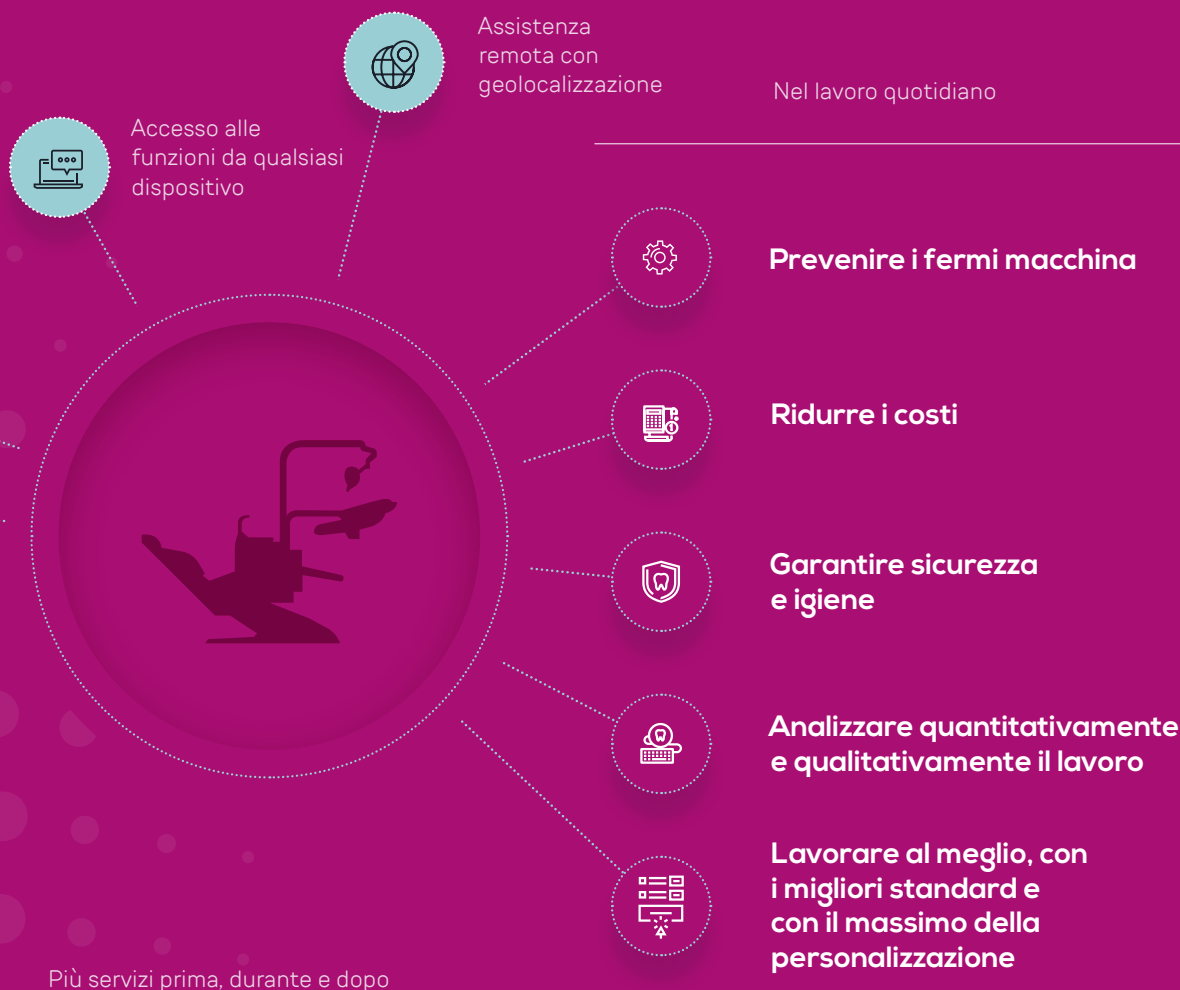 Assistenza
remota con
geolocalizzazione
Nel lavoro quotidiano
Accesso alle
funzioni da qualsiasi
dispositivo
Prevenire i fermi macchina
Ridurre i costi
Garantire sicurezza
e igiene
Analizzare quantitativamente
e qualitativamente il lavoro
Lavorare al meglio, con
i migliori standard e
con il massimo della
personalizzazione
Più servizi prima, durante e dopo